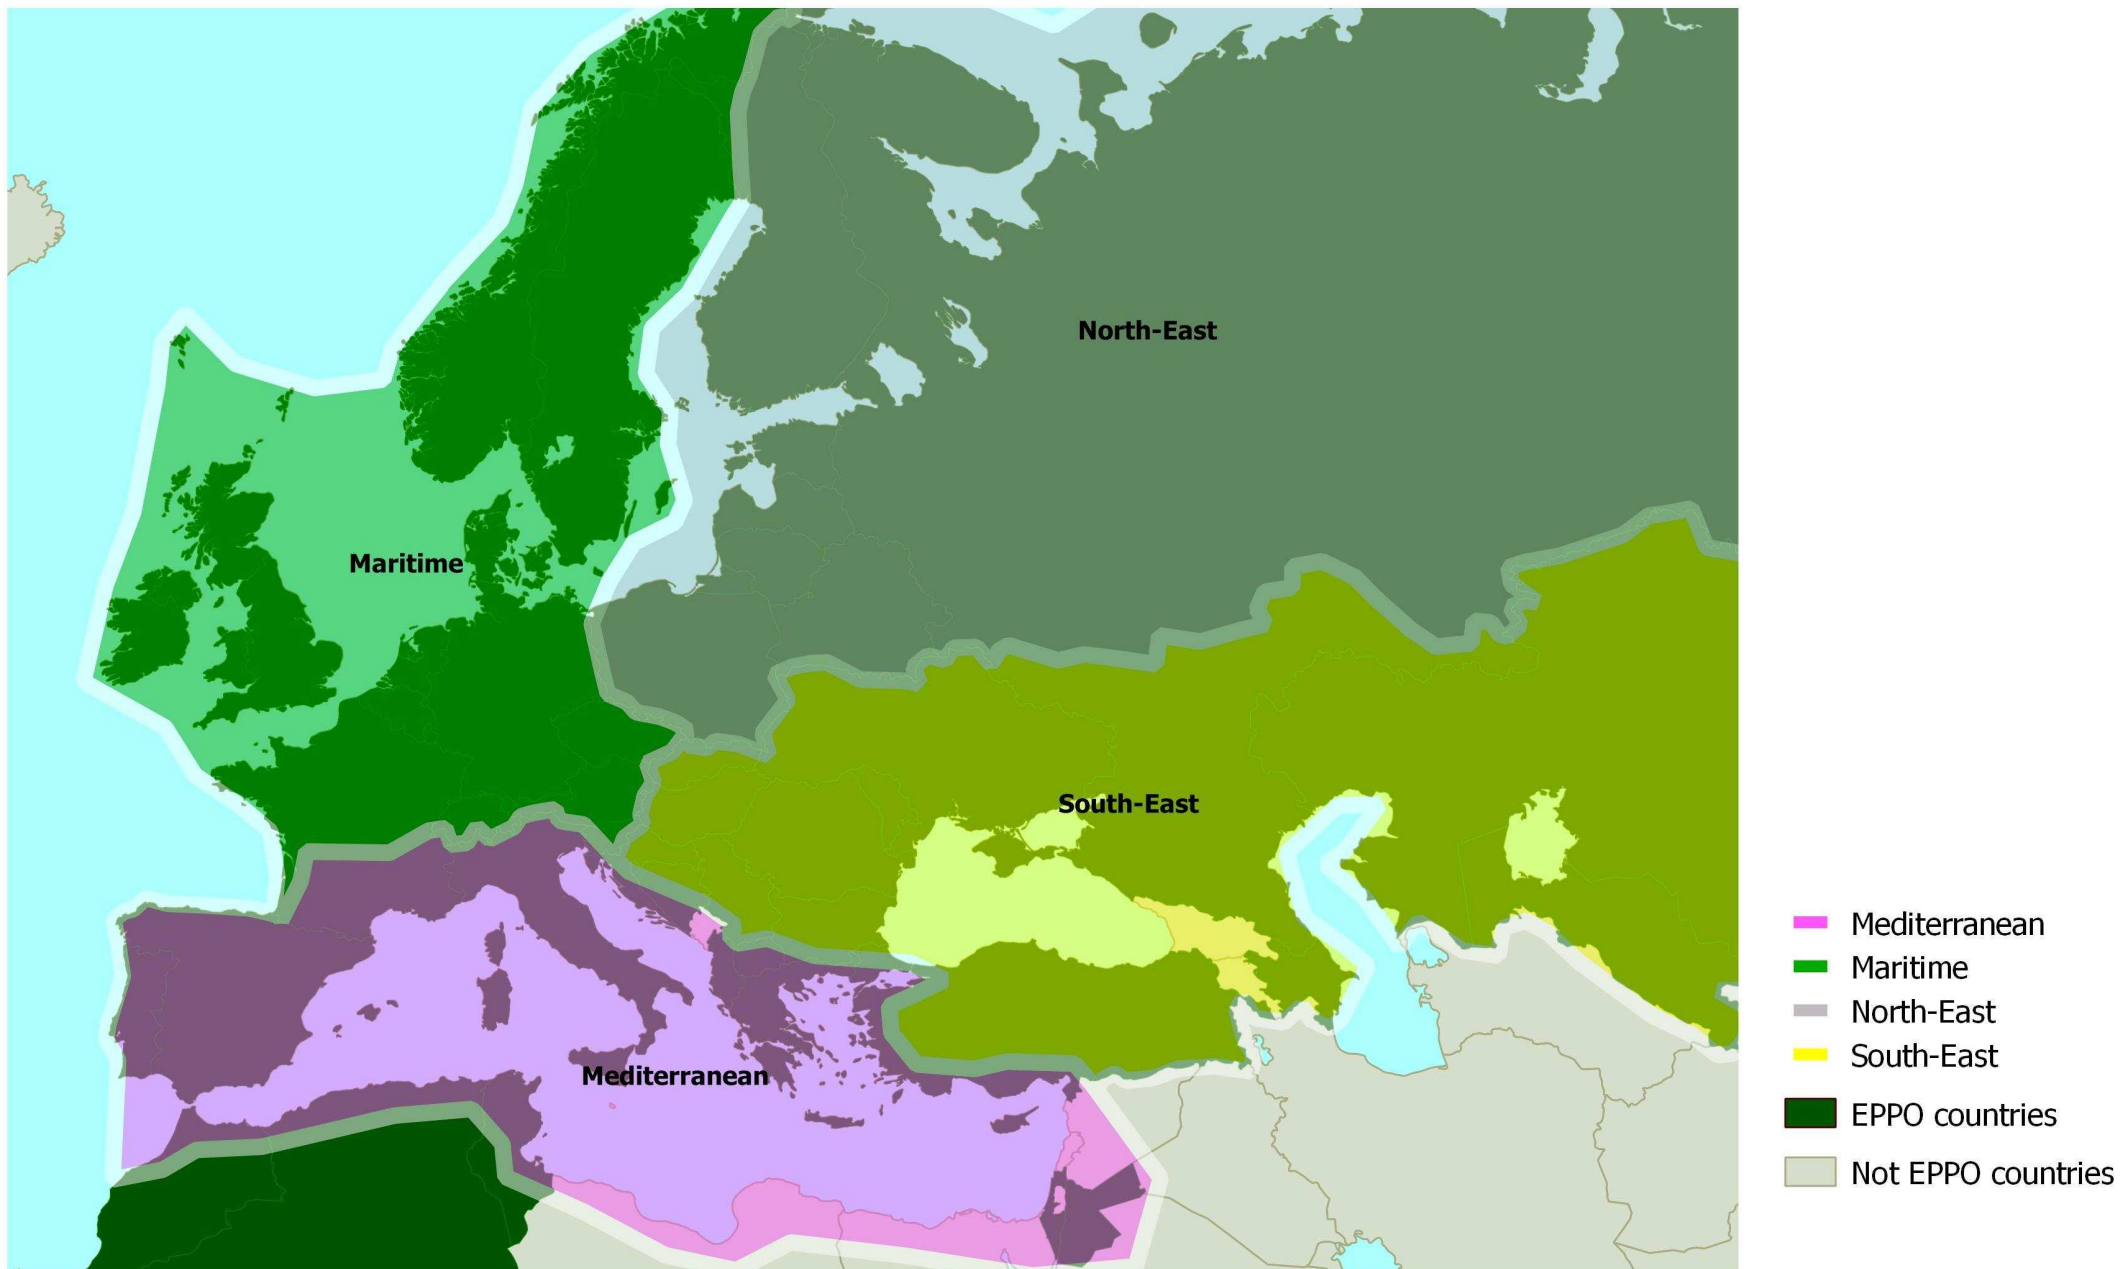 North-East
Maritime
South-East
Mediterranean
Mediterranean
Maritime
North-East
South-East
EPPO countries
Not EPPO countries